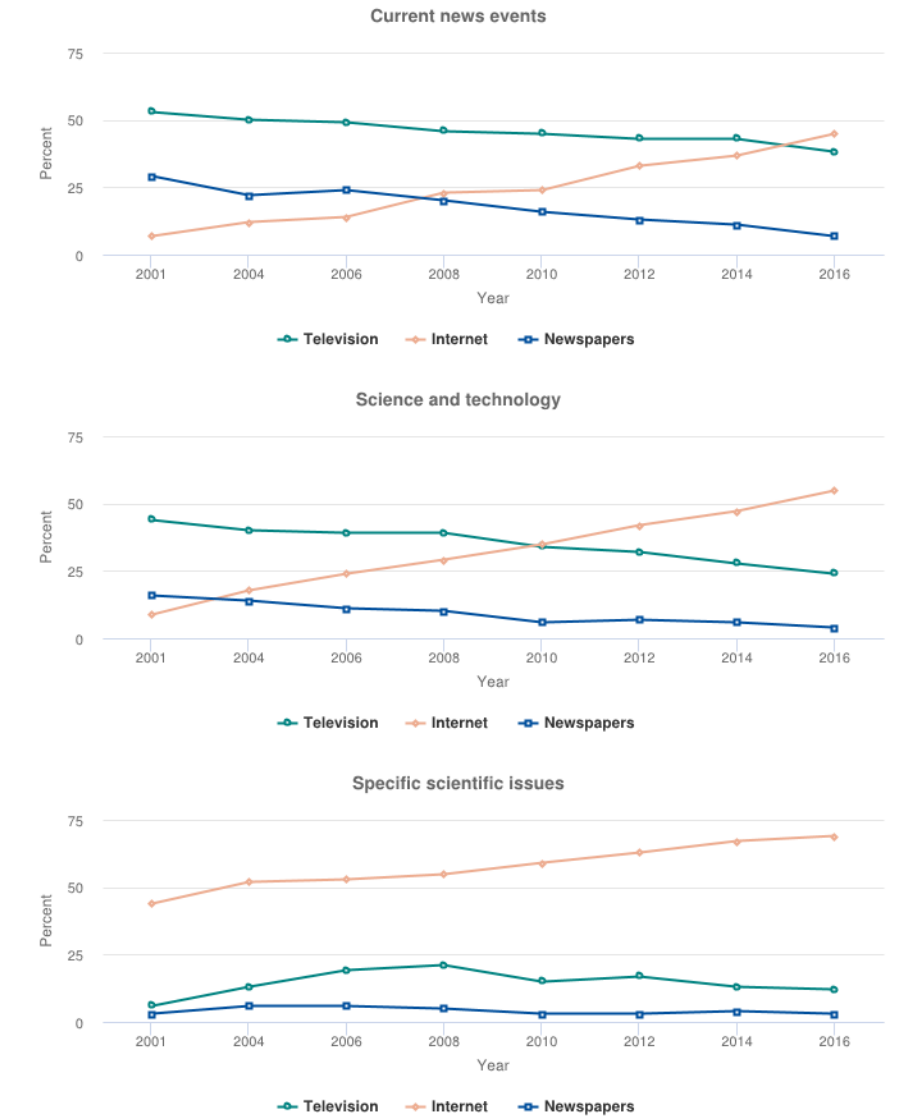 Current news events
75
50
25
0
Percent
2001 2004 2006 2008 2010 2012 2014 2016
Year
Television Internet Newspapers
Science and technology
75
50
25
0
Percent
2001 2004 2006 2008 2010 2012 2014 2016
Year
Television Internet Newspapers
Specific scientific issues
75
50
25
0
Percent
2001 2004 2006 2008 2010 2012 2014 2016
Year
Television Internet Newspapers